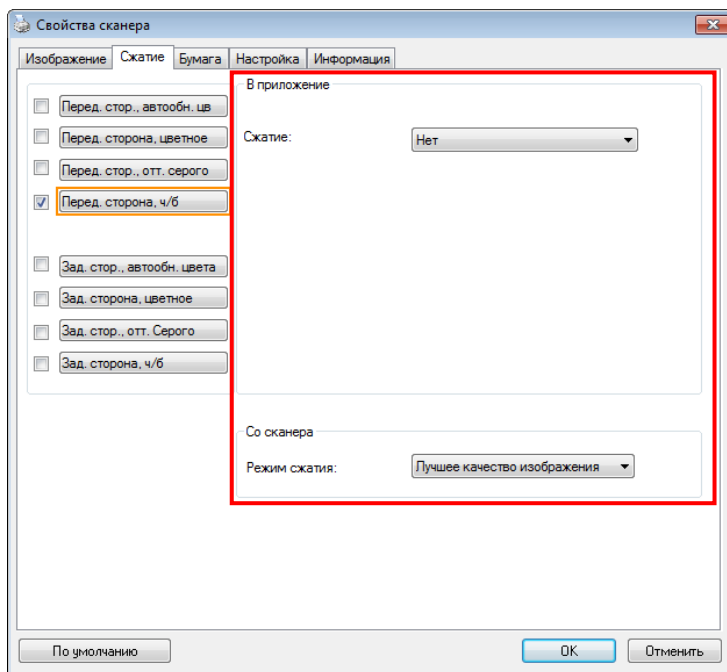 Свойства сканера
Изображение Сжатие Бумага Настройка Информация
Перед. стор., автообн. цв
Перед. сторона, цветное
Перед. стор., отт. серого
Перед. сторона, ч/б
Зад. стор., автообн. цвета
Зад. сторона, цветное
Зад. стор., отт. Серого
Зад. сторона, ч/б
В приложение
Сжатие: Нет
Со сканера
Режим сжатия: Лучшее качество изображения
По умолчанию OK Отменить